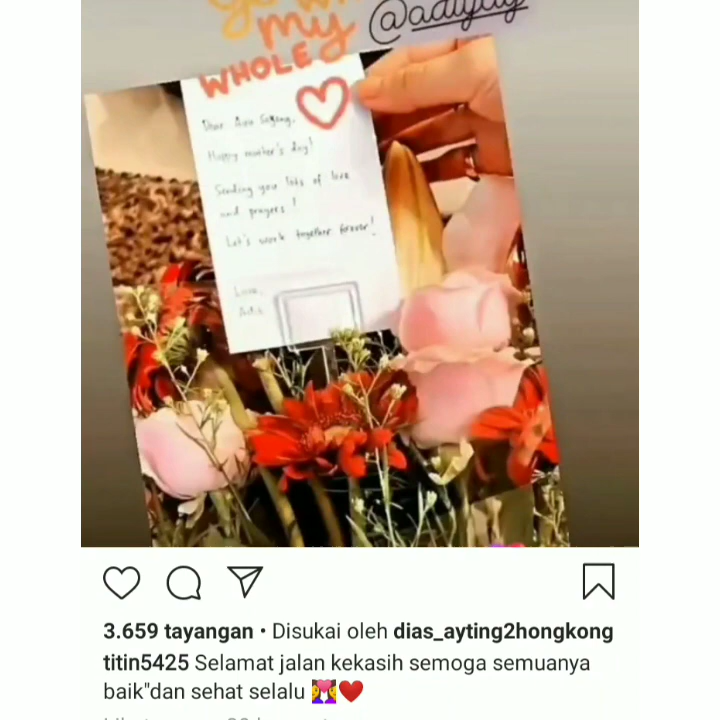 my
WHOLE
Happy mother's day!
Sending you lots of love
and prayers!
Let's work together forever!
Love,
3.659 tayangan • Disukai oleh dias_ayting2hongkong
titin5425 Selamat jalan kekasih semoga semuanya
baik"dan sehat selalu 👩‍❤️‍💋‍👩❤️